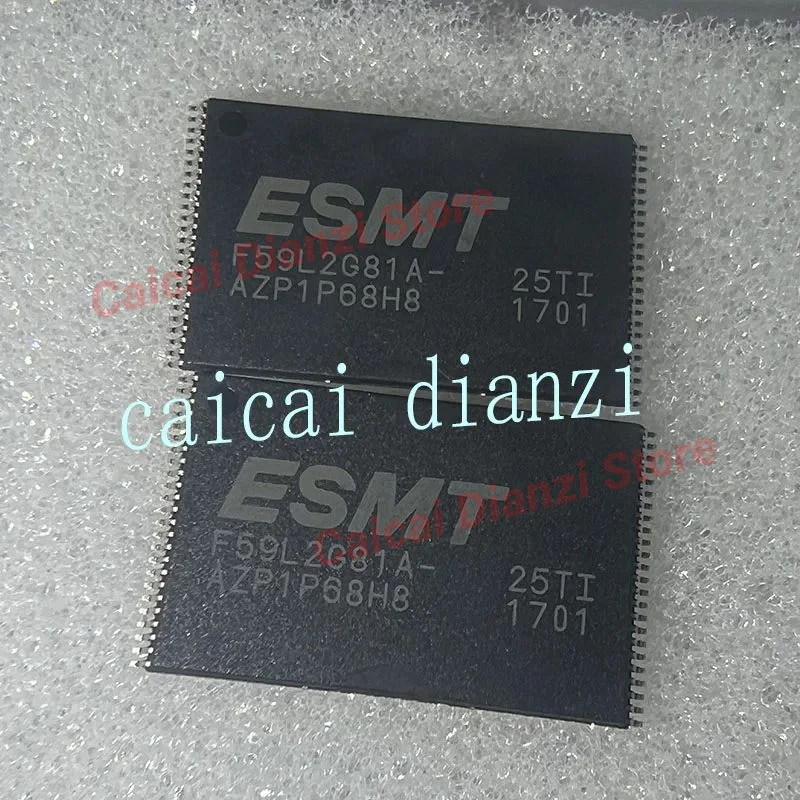 ESMT
F59L2G81A- 25TI
AZP1P68H8 1701
Caicai Dianzi Store
caicai dianzi
ESMT
F59L2G81A- 25TI
AZP1P68H8 1701
Caicai Dianzi Store